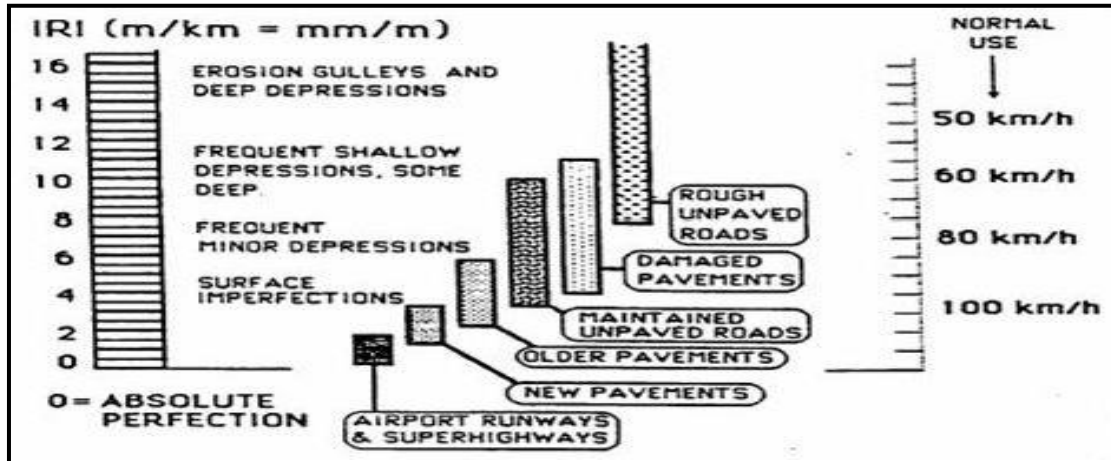 IRI (m/km = mm/m)
NORMAL
USE
16
14
12
10
8
6
4
2
0
EROSION GULLEYS AND
DEEP DEPRESSIONS
FREQUENT SHALLOW
DEPRESSIONS, SOME
DEEP.
FREQUENT
MINOR DEPRESSIONS
SURFACE
IMPERFECTIONS
ROUGH
UNPAVED
ROADS
DAMAGED
PAVEMENTS
MAINTAINED
UNPAVED ROADS
OLDER PAVEMENTS
NEW PAVEMENTS
AIRPORT RUNWAYS
& SUPERHIGHWAYS
50 km/h
60 km/h
80 km/h
100 km/h
0 = ABSOLUTE
PERFECTION